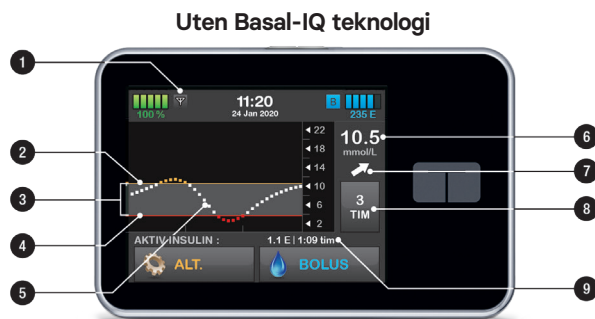 Uten Basal-IQ teknologi
1
100 %
11:20
24 Jan 2020
B
235 E
2
3
4
5
22
18
14
10
6
2
10.5
mmol/L
3
TIM
6
7
8
9
AKTIV INSULIN :
1.1 E | 1:09 tim
ALT.
BOLUS